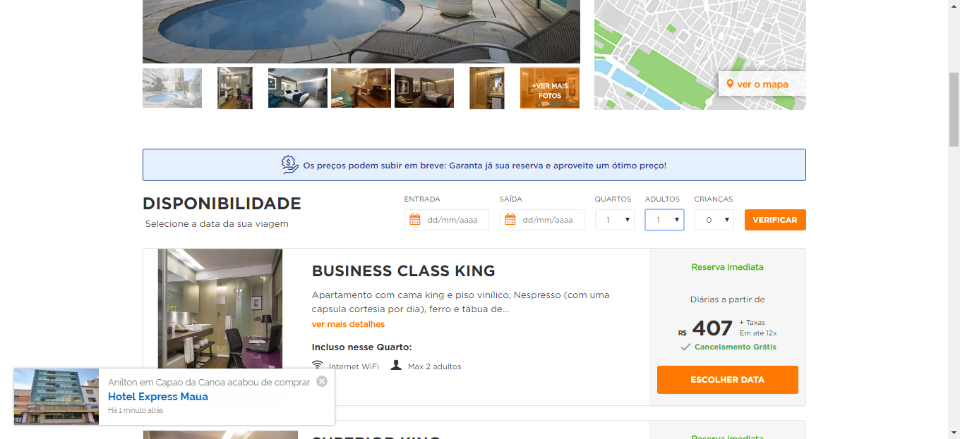 +VER MAIS
FOTOS
ver o mapa
Os preços podem subir em breve: Garanta já sua reserva e aproveite um ótimo preço!
DISPONIBILIDADE
Selecione a data da sua viagem
ENTRADA
dd/mm/aaaa
SAÍDA
dd/mm/aaaa
QUARTOS
1
ADULTOS
1
CRIANÇAS
0
VERIFICAR
BUSINESS CLASS KING
Apartamento com cama king e piso vinílico, Nespresso (com uma
cápsula cortesia por dia), ferro e tábua de...
ver mais detalhes
Incluso nesse Quarto:
Internet WiFi
Max 2 adultos
Reserva imediata
Diárias a partir de
R$ 407
+ Taxas
Em até 12x
Cancelamento Grátis
ESCOLHER DATA
Anilton em Capao da Canoa acabou de comprar
Hotel Express Maua
Há 1 minuto atrás
SUPERIOR KING
Reserva imediata